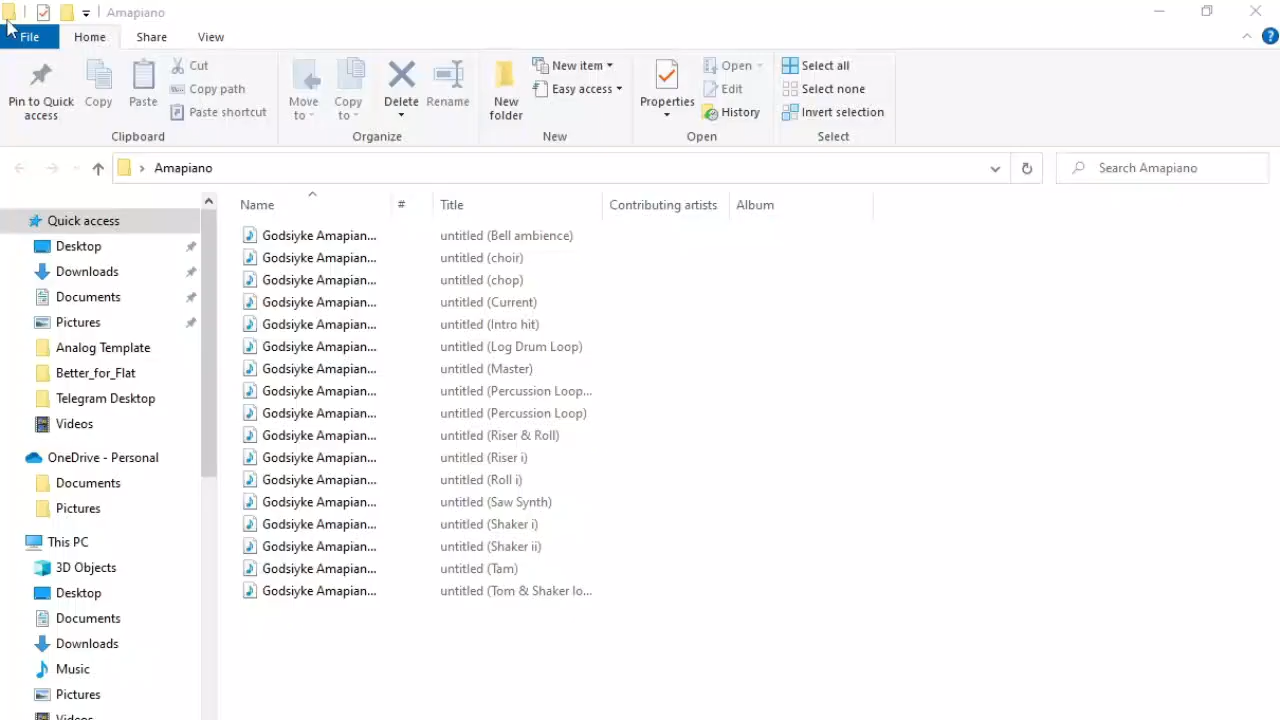 Amapiano
File Home Share View
Pin to Quick access
Copy
Paste
Cut
Copy path
Paste shortcut
Clipboard
Move to
Copy to
Delete
Rename
Organize
New folder
New item
Easy access
New
Properties
Open
Edit
History
Open
Select all
Select none
Invert selection
Select
Amapiano
Search Amapiano
Quick access
Desktop
Downloads
Documents
Pictures
Analog Template
Better_for_Flat
Telegram Desktop
Videos
OneDrive - Personal
Documents
Pictures
This PC
3D Objects
Desktop
Documents
Downloads
Music
Pictures
Videos
Name # Title Contributing artists Album
Godsiyke Amapian... untitled (Bell ambience)
Godsiyke Amapian... untitled (choir)
Godsiyke Amapian... untitled (chop)
Godsiyke Amapian... untitled (Current)
Godsiyke Amapian... untitled (Intro hit)
Godsiyke Amapian... untitled (Log Drum Loop)
Godsiyke Amapian... untitled (Master)
Godsiyke Amapian... untitled (Percussion Loop...
Godsiyke Amapian... untitled (Percussion Loop)
Godsiyke Amapian... untitled (Riser & Roll)
Godsiyke Amapian... untitled (Riser i)
Godsiyke Amapian... untitled (Roll i)
Godsiyke Amapian... untitled (Saw Synth)
Godsiyke Amapian... untitled (Shaker i)
Godsiyke Amapian... untitled (Shaker ii)
Godsiyke Amapian... untitled (Tam)
Godsiyke Amapian... untitled (Tom & Shaker lo...